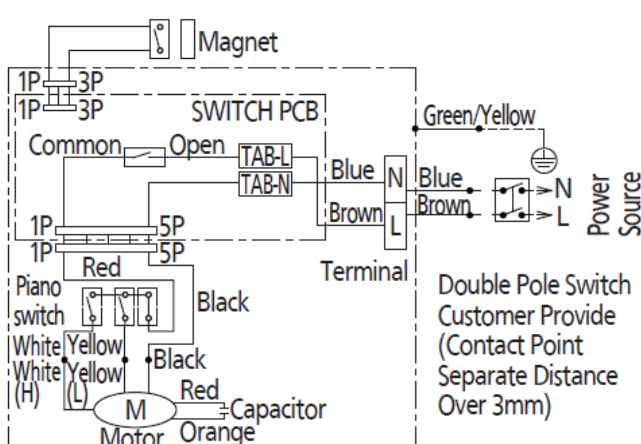 Magnet
1P 3P
1P 3P
SWITCH PCB
Green/Yellow
Common Open
TAB-L
TAB-N
Blue
N
Blue
N
Brown
L
Brown
L
Power
Source
1P 5P
1P 5P
Terminal
Red
Piano
switch
Black
White Yellow
White Yellow
(H) (L)
Black
M
Motor
Red
Capacitor
Orange
Double Pole Switch
Customer Provide
(Contact Point
Separate Distance
Over 3mm)